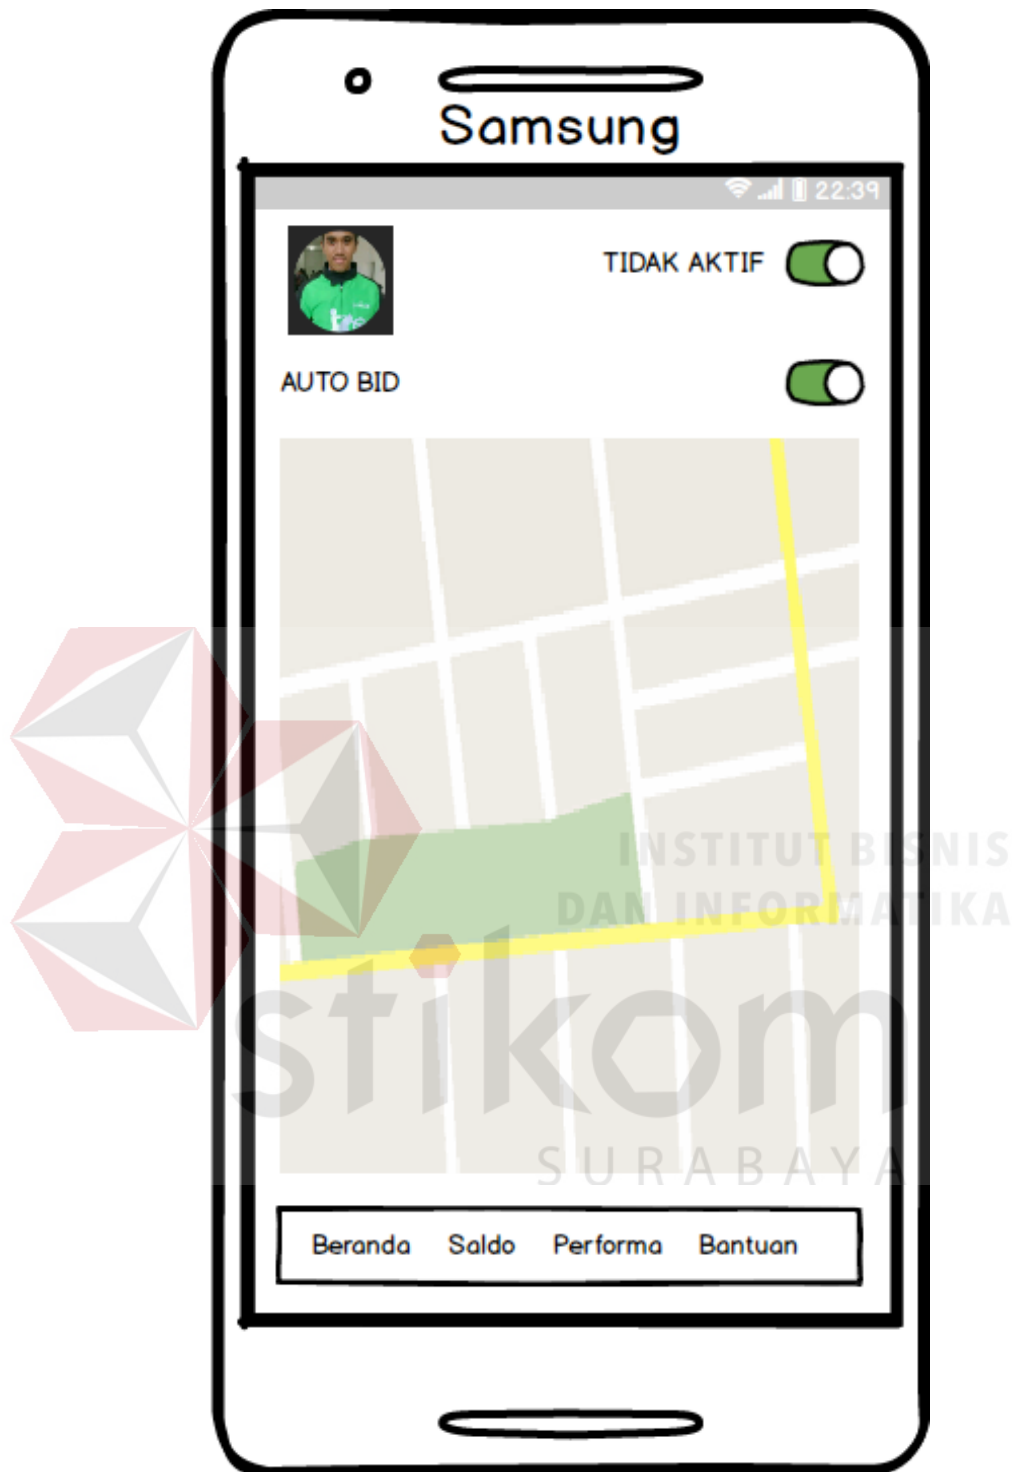 Samsung
22:39
TIDAK AKTIF
AUTO BID
INSTITUT BISNIS
DAN INFORMATIKA
stikom
SURABAYA
Beranda Saldo Performa Bantuan